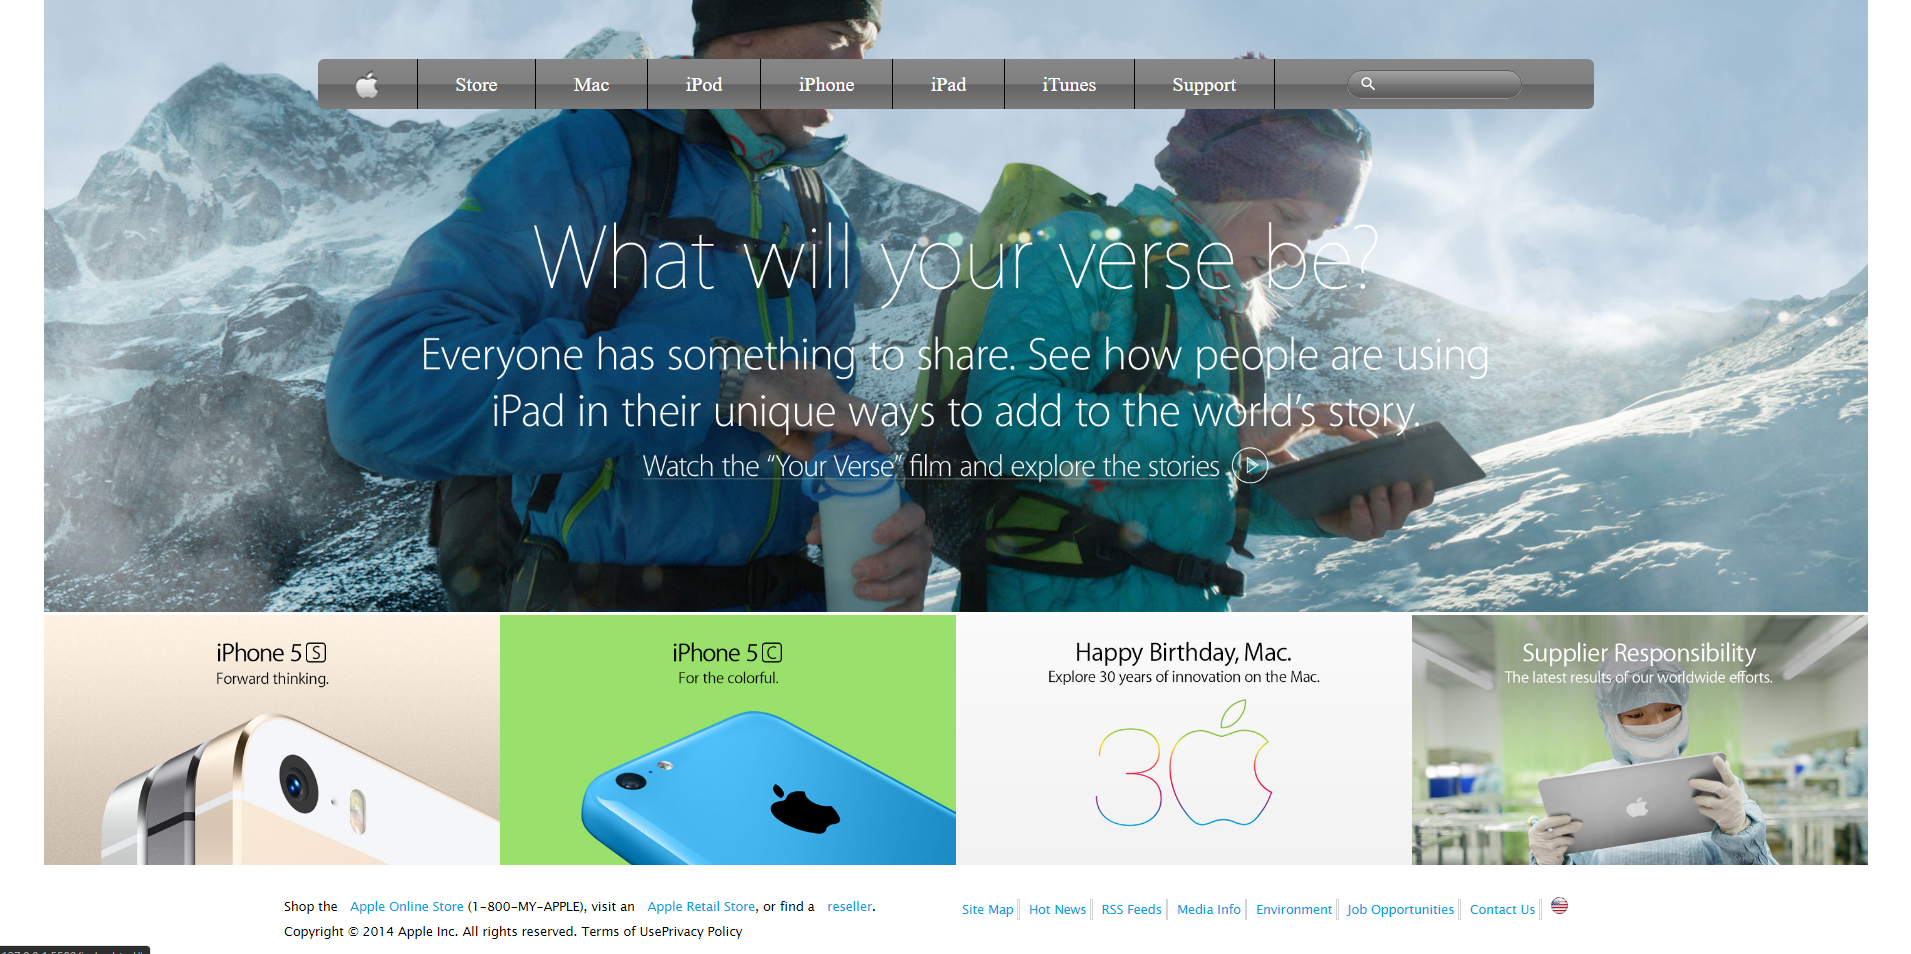 Store Mac iPod iPhone iPad iTunes Support
What will your verse be?
Everyone has something to share. See how people are using
iPad in their unique ways to add to the world's story.
Watch the “Your Verse” film and explore the stories
iPhone 5 S
Forward thinking.
iPhone 5 C
For the colorful.
Happy Birthday, Mac.
Explore 30 years of innovation on the Mac.
30
Supplier Responsibility
The latest results of our worldwide efforts.
Shop the Apple Online Store (1-800-MY-APPLE), visit an Apple Retail Store, or find a reseller.
Site Map Hot News RSS Feeds Media Info Environment Job Opportunities Contact Us
Copyright © 2014 Apple Inc. All rights reserved. Terms of UsePrivacy Policy